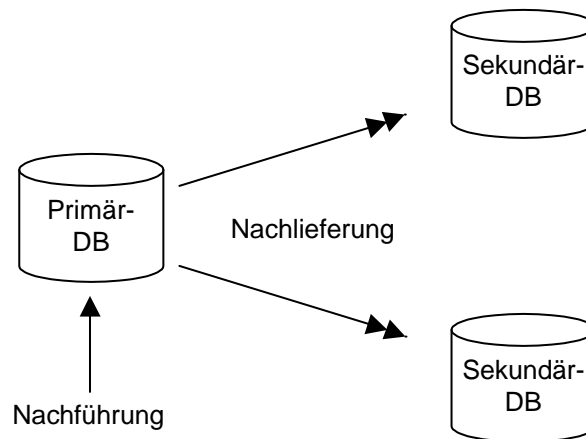 Sekundär-
DB
Primär-
DB
Nachlieferung
Sekundär-
DB
Nachführung